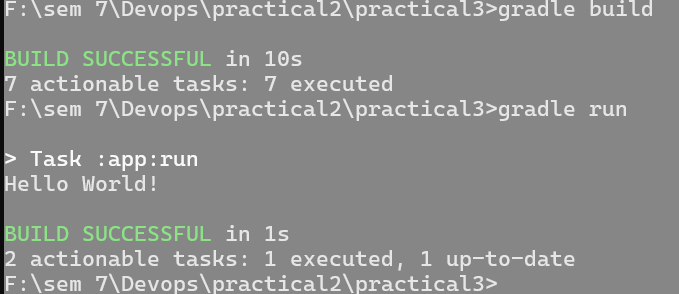 F:\sem 7\Devops\practical2\practical3>gradle build
BUILD SUCCESSFUL in 10s
7 actionable tasks: 7 executed
F:\sem 7\Devops\practical2\practical3>gradle run
> Task :app:run
Hello World!
BUILD SUCCESSFUL in 1s
2 actionable tasks: 1 executed, 1 up-to-date
F:\sem 7\Devops\practical2\practical3>